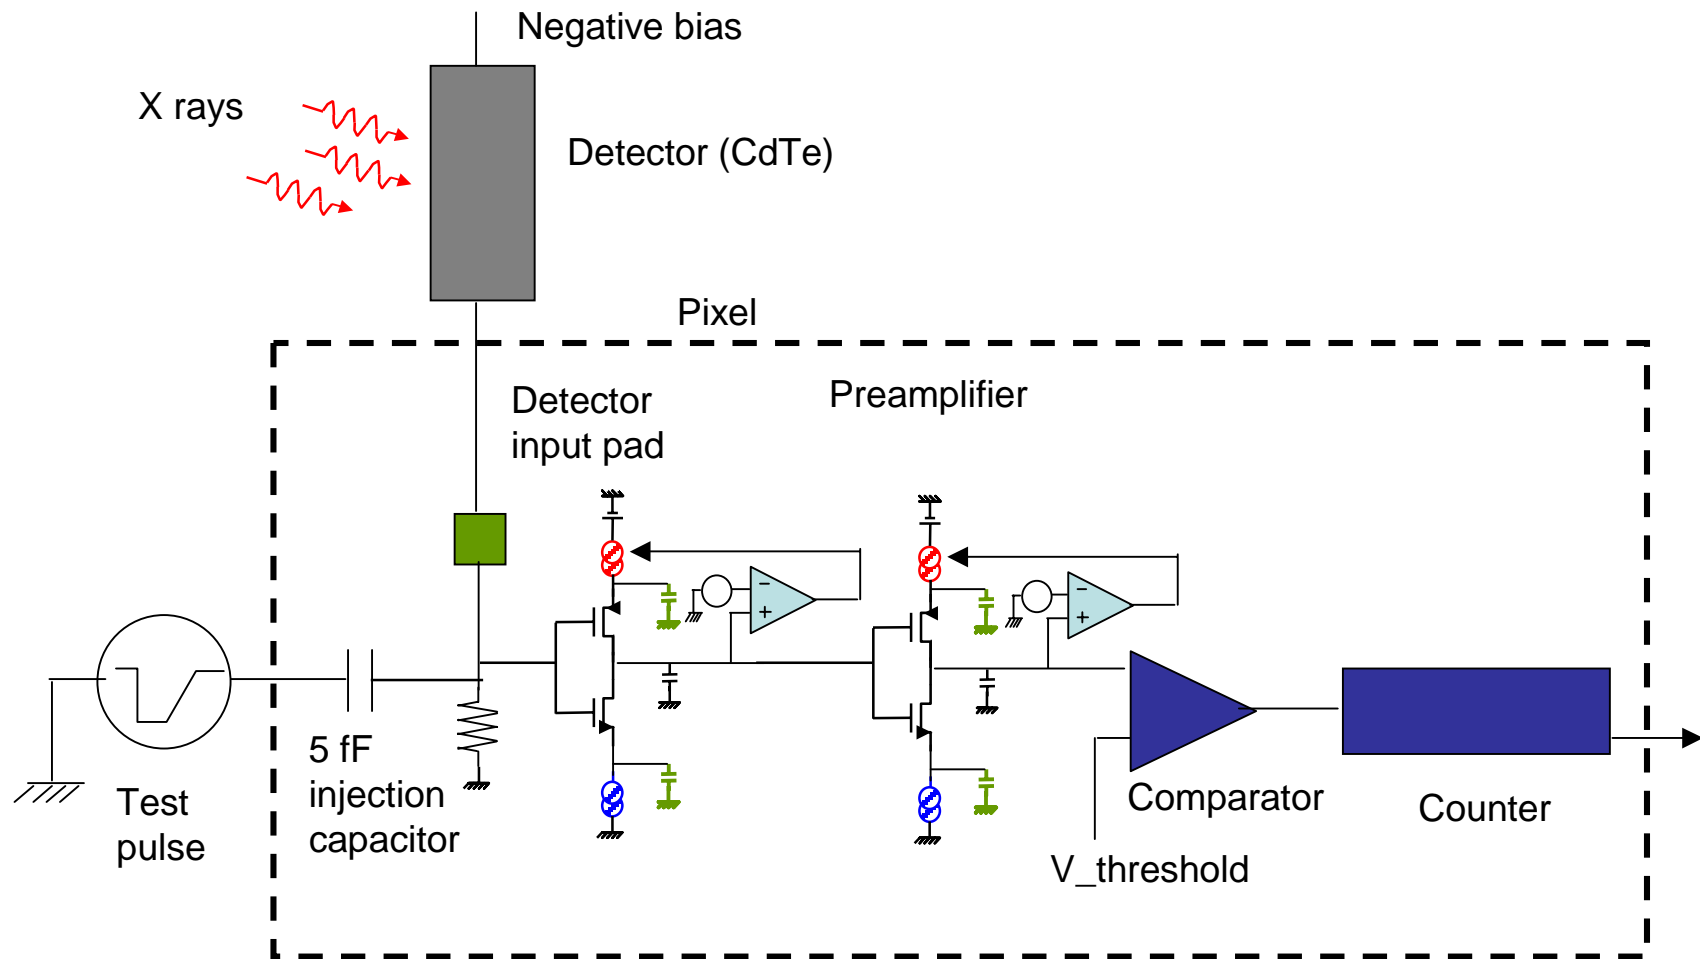 Negative bias
X rays
Detector (CdTe)
Pixel
Detector
input pad
Preamplifier
−
+
−
+
5 fF
injection
capacitor
Test
pulse
Comparator
Counter
V_threshold